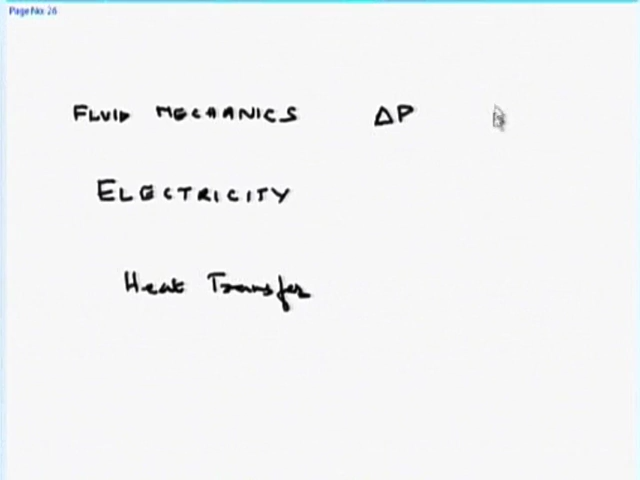 Page No: 26
FLUID MECHANICS ΔP
ELECTRICITY
Heat Transfer